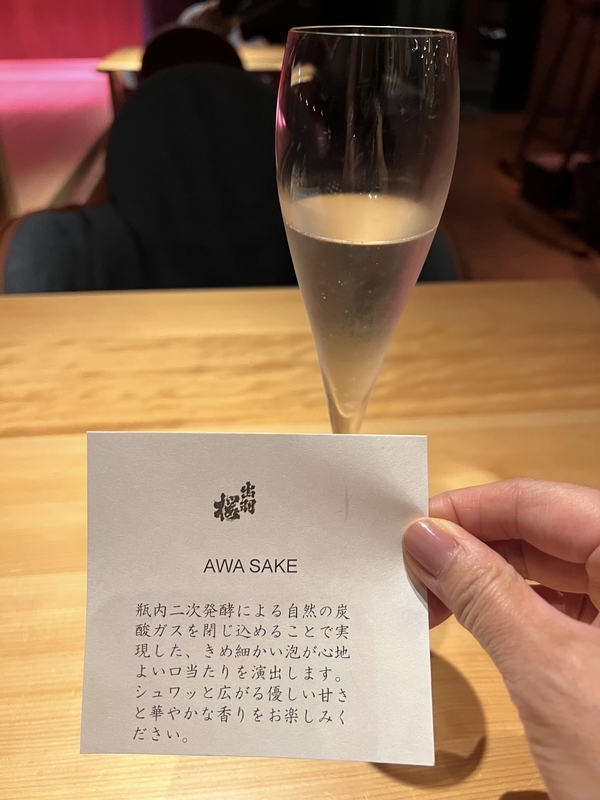 出羽桜
AWA SAKE
瓶内二次発酵による自然の炭
酸ガスを閉じ込めることで実
現した、きめ細かい泡が心地
よい口当たりを演出します。
シュワッと広がる優しい甘さ
と華やかな香りをお楽しみく
ださい。